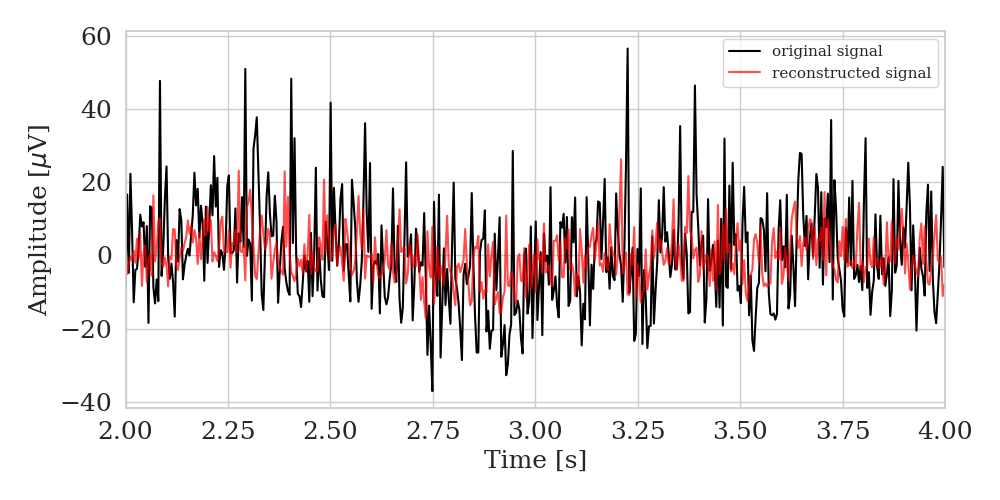 60
40
20
0
−20
−40
Amplitude [μV]
original signal
reconstructed signal
2.00 2.25 2.50 2.75 3.00 3.25 3.50 3.75 4.00
Time [s]